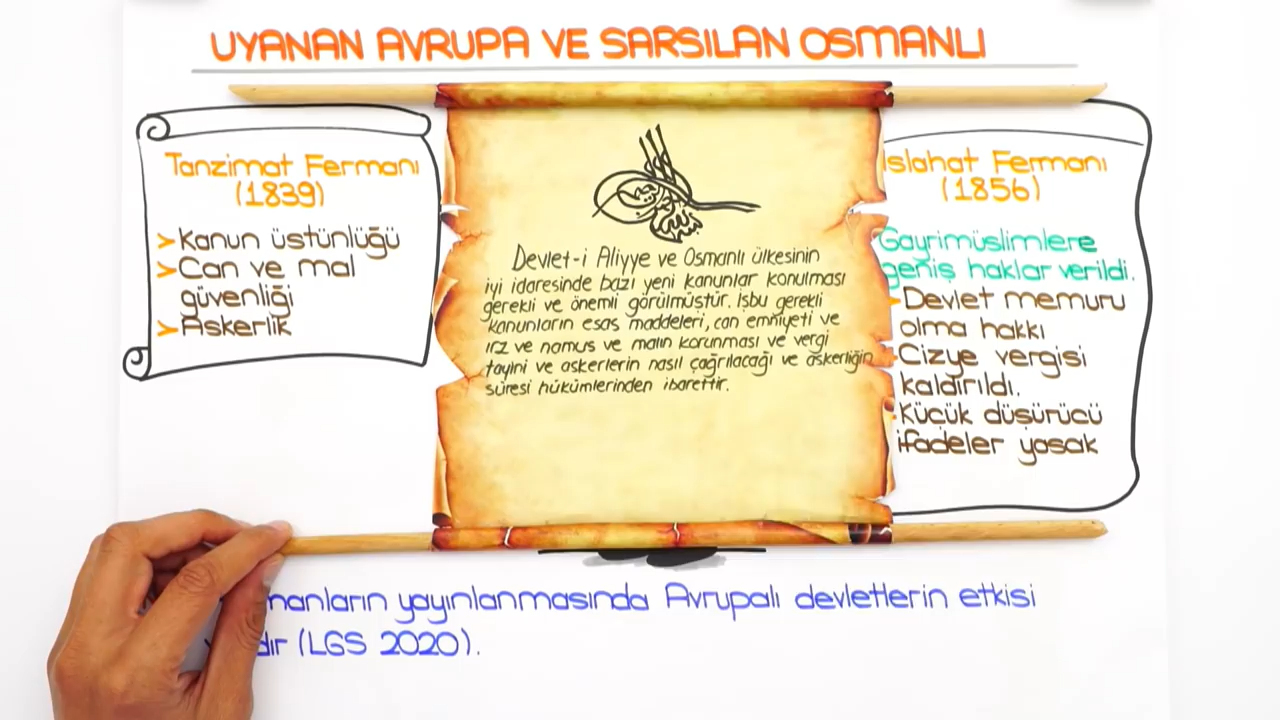 UYANAN AVRUPA VE SARSILAN OSMANLI
Tanzimat Fermanı
(1839)
➤Kanun üstünlüğü
➤Can ve mal
güvenliği
➤Askerlik
Devlet-i Aliyye ve Osmanlı ülkesinin
iyi idaresinde bazı yeni kanunlar konulması
gerekli ve önemli görülmüştür. İşbu gerekli
kanunların esas maddeleri, can emniyeti ve
ırz ve namus ve malın korunması ve vergi
tayini ve askerlerin nasıl çağrılacağı ve askerliğin
süresi hükümlerinden ibarettir.
Islahat Fermanı
(1856)
Gayrimüslimlere
geniş haklar verildi.
Devlet memuru
olma hakkı
Cizye vergisi
kaldırıldı.
Küçük düşürücü
ifadeler yasak
yayınlanmasında Avrupalı devletlerin etkisi
(LGS 2020).